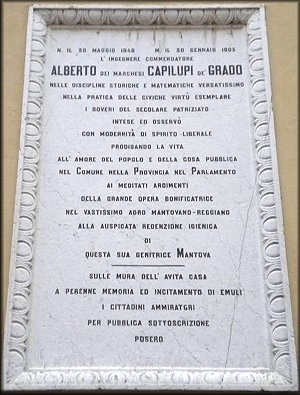 N. IL 30 MAGGIO 1848 M. IL 30 GENNAIO 1905
L' INGEGNERE COMMENDATORE
ALBERTO DEI MARCHESI CAPILUPI DE' GRADO
NELLE DISCIPLINE STORICHE E MATEMATICHE VERSATISSIMO
NELLA PRATICA DELLE CIVICHE VIRTÙ ESEMPLARE
I DOVERI DEL SECOLARE PATRIZIATO
INTESE ED OSSERVÒ
CON MODERNITÀ DI SPIRITO LIBERALE
PRODIGANDO LA VITA
ALL' AMORE DEL POPOLO E DELLA COSA PUBBLICA
NEL COMUNE NELLA PROVINCIA NEL PARLAMENTO
AI MEDITATI ARDIMENTI
DELLA GRANDE OPERA BONIFICATRICE
NEL VASTISSIMO AGRO MANTOVANO-REGGIANO
ALLA AUSPICATA REDENZIONE IGIENICA
DI
QUESTA SUA GENITRICE MANTOVA
SULLE MURA DELL' AVITA CASA
A PERENNE MEMORIA ED INCITAMENTO DI EMULI
I CITTADINI AMMIRATORI
PER PUBBLICA SOTTOSCRIZIONE
POSERO